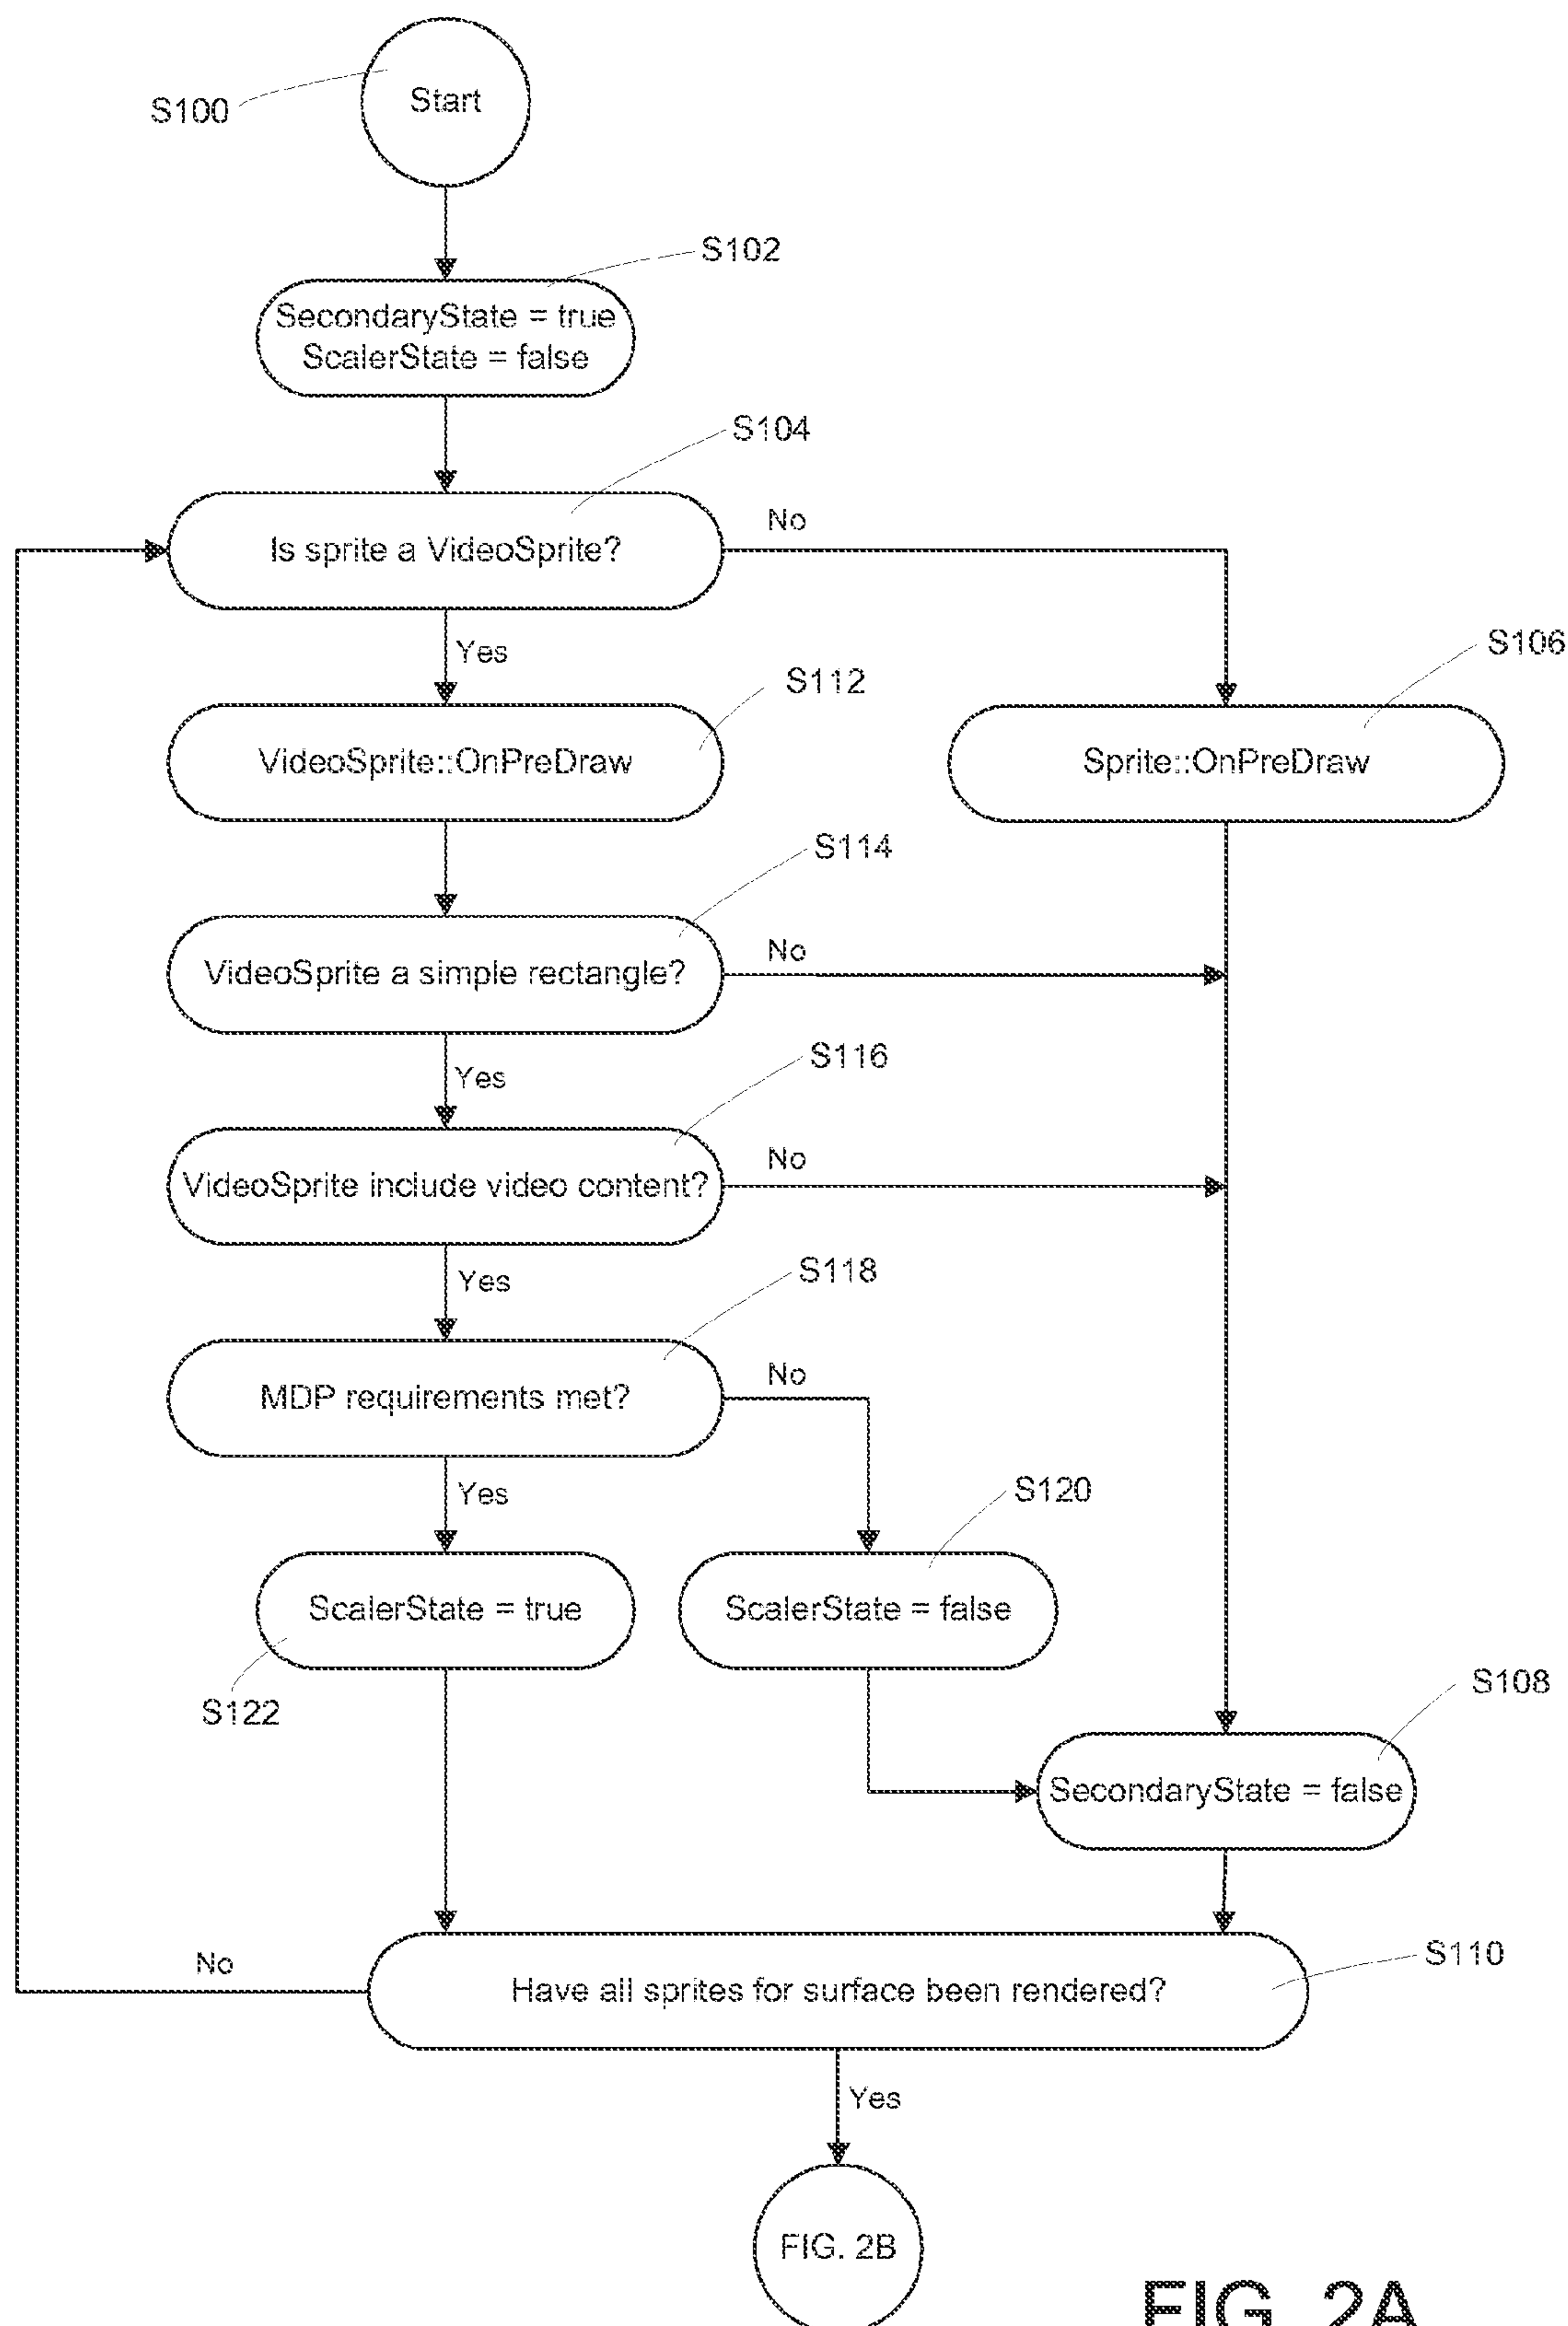 Start
S100
S102
SecondaryState = true
ScalerState = false
S104
Is sprite a VideoSprite?
No
Yes
S106
S112
VideoSprite::OnPreDraw
Sprite::OnPreDraw
S114
VideoSprite a simple rectangle?
No
Yes
S116
VideoSprite include video content?
No
Yes
S118
MDP requirements met?
No
Yes
S120
ScalerState = true
ScalerState = false
S122
S108
SecondaryState = false
S110
No
Have all sprites for surface been rendered?
Yes
FIG. 2B
FIG. 2A